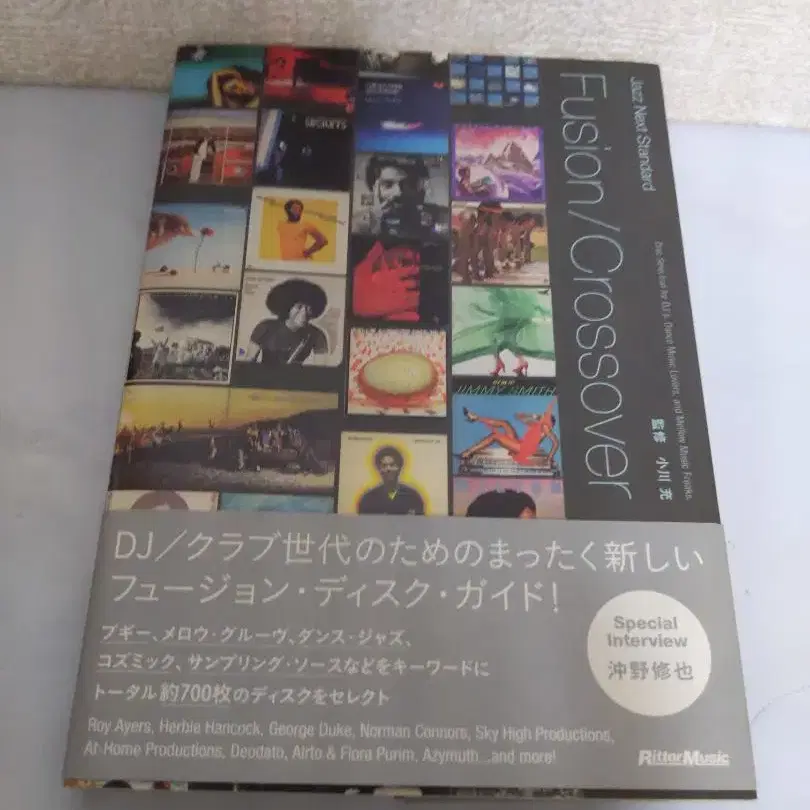 Jazz Next Standard
Fusion/Crossover
Disc Selection for DJ's, Dance Music Lovers, and Mellow Music Freaks.
監修 小川充
SECRETS
JIMMY SMITH
DJ/クラブ世代のためのまったく新しい
フュージョン・ディスク・ガイド!
ブギー、メロウ・グルーヴ、ダンス・ジャズ、
コズミック、サンプリング・ソースなどをキーワードに
トータル約700枚のディスクをセレクト
Roy Ayers, Herbie Hancock, George Duke, Norman Connors, Sky High Productions,
At Home Productions, Deodato, Airto & Flora Purim, Azymuth...and more!
Special
Interview
沖野修也
RittorMusic